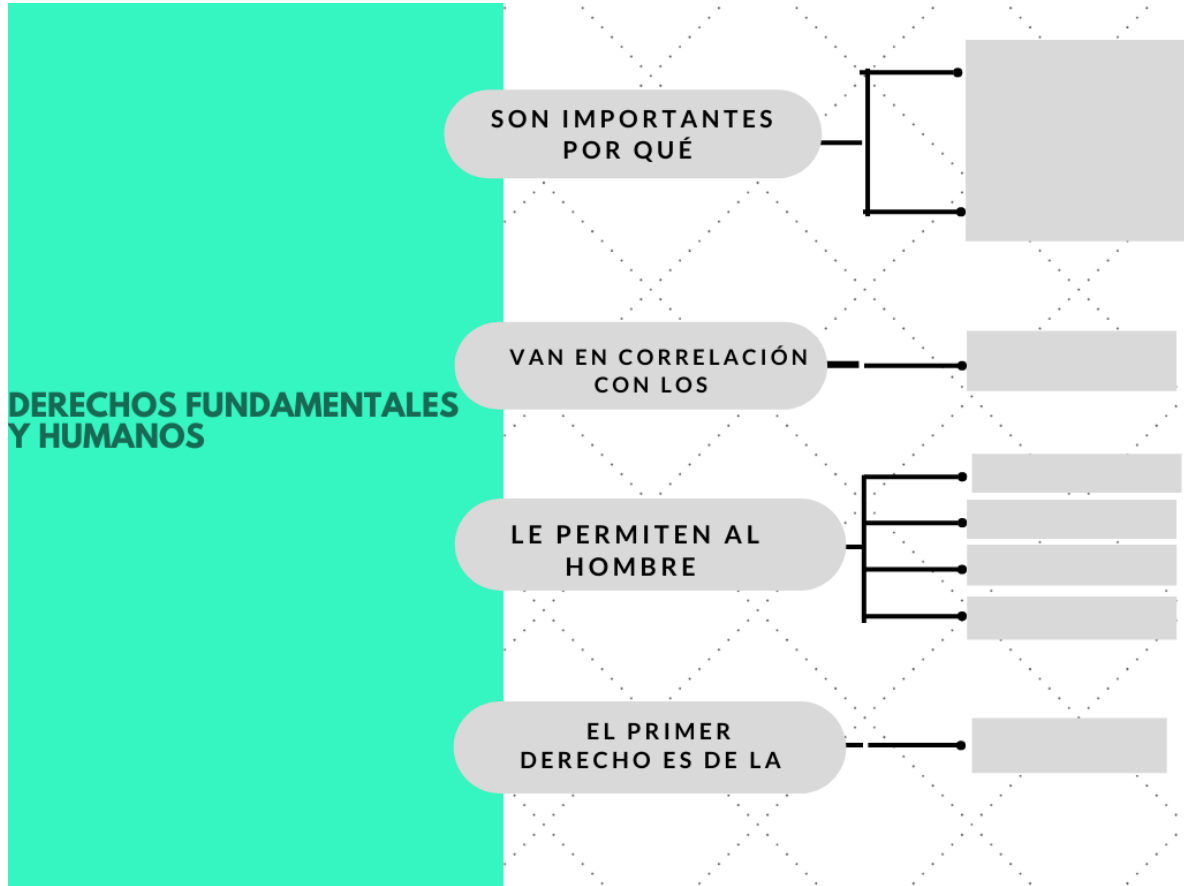 SON IMPORTANTES
POR QUÉ
VAN EN CORRELACIÓN
CON LOS
DERECHOS FUNDAMENTALES
Y HUMANOS
LE PERMITEN AL
HOMBRE
EL PRIMER
DERECHO ES DE LA